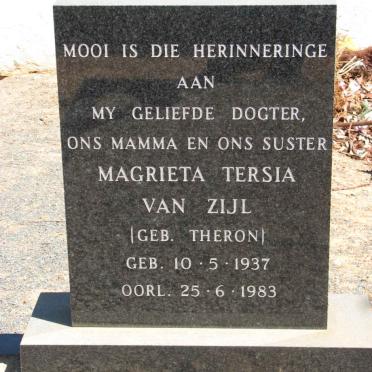 MOOI IS DIE HERINNERINGE
AAN
MY GELIEFDE DOGTER,
ONS MAMMA EN ONS SUSTER
MAGRIETA TERSIA
VAN ZIJL
(GEB. THERON)
GEB. 10 · 5 · 1937
OORL. 25 · 6 · 1983